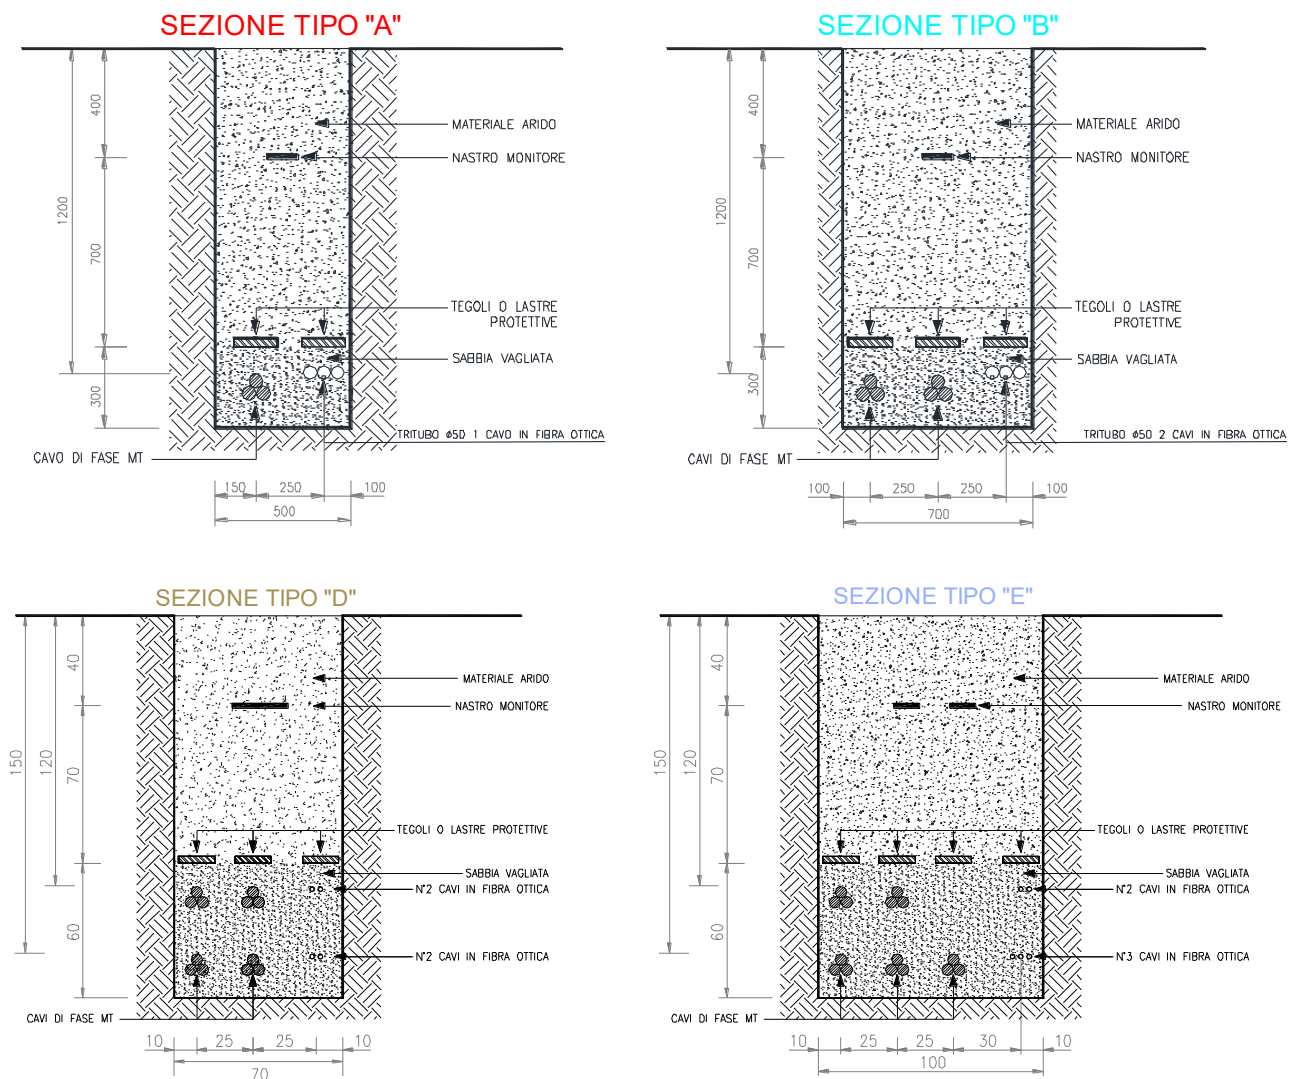 SEZIONE TIPO "A"
400
1200
700
300
MATERIALE ARIDO
NASTRO MONITORE
TEGOLI O LASTRE
PROTETTIVE
SABBIA VAGLIATA
TRITUBO ø50 1 CAVO IN FIBRA OTTICA
CAVO DI FASE MT
150 250 100
500
SEZIONE TIPO "B"
400
1200
700
300
MATERIALE ARIDO
NASTRO MONITORE
TEGOLI O LASTRE
PROTETTIVE
SABBIA VAGLIATA
TRITUBO ø50 2 CAVI IN FIBRA OTTICA
CAVI DI FASE MT
100 250 250 100
700
SEZIONE TIPO "D"
40
150
120
70
60
MATERIALE ARIDO
NASTRO MONITORE
TEGOLI O LASTRE PROTETTIVE
SABBIA VAGLIATA
N°2 CAVI IN FIBRA OTTICA
N°2 CAVI IN FIBRA OTTICA
CAVI DI FASE MT
10 25 25 10
70
SEZIONE TIPO "E"
40
150
120
70
60
MATERIALE ARIDO
NASTRO MONITORE
TEGOLI O LASTRE PROTETTIVE
SABBIA VAGLIATA
N°2 CAVI IN FIBRA OTTICA
N°3 CAVI IN FIBRA OTTICA
CAVI DI FASE MT
10 25 25 30 10
100